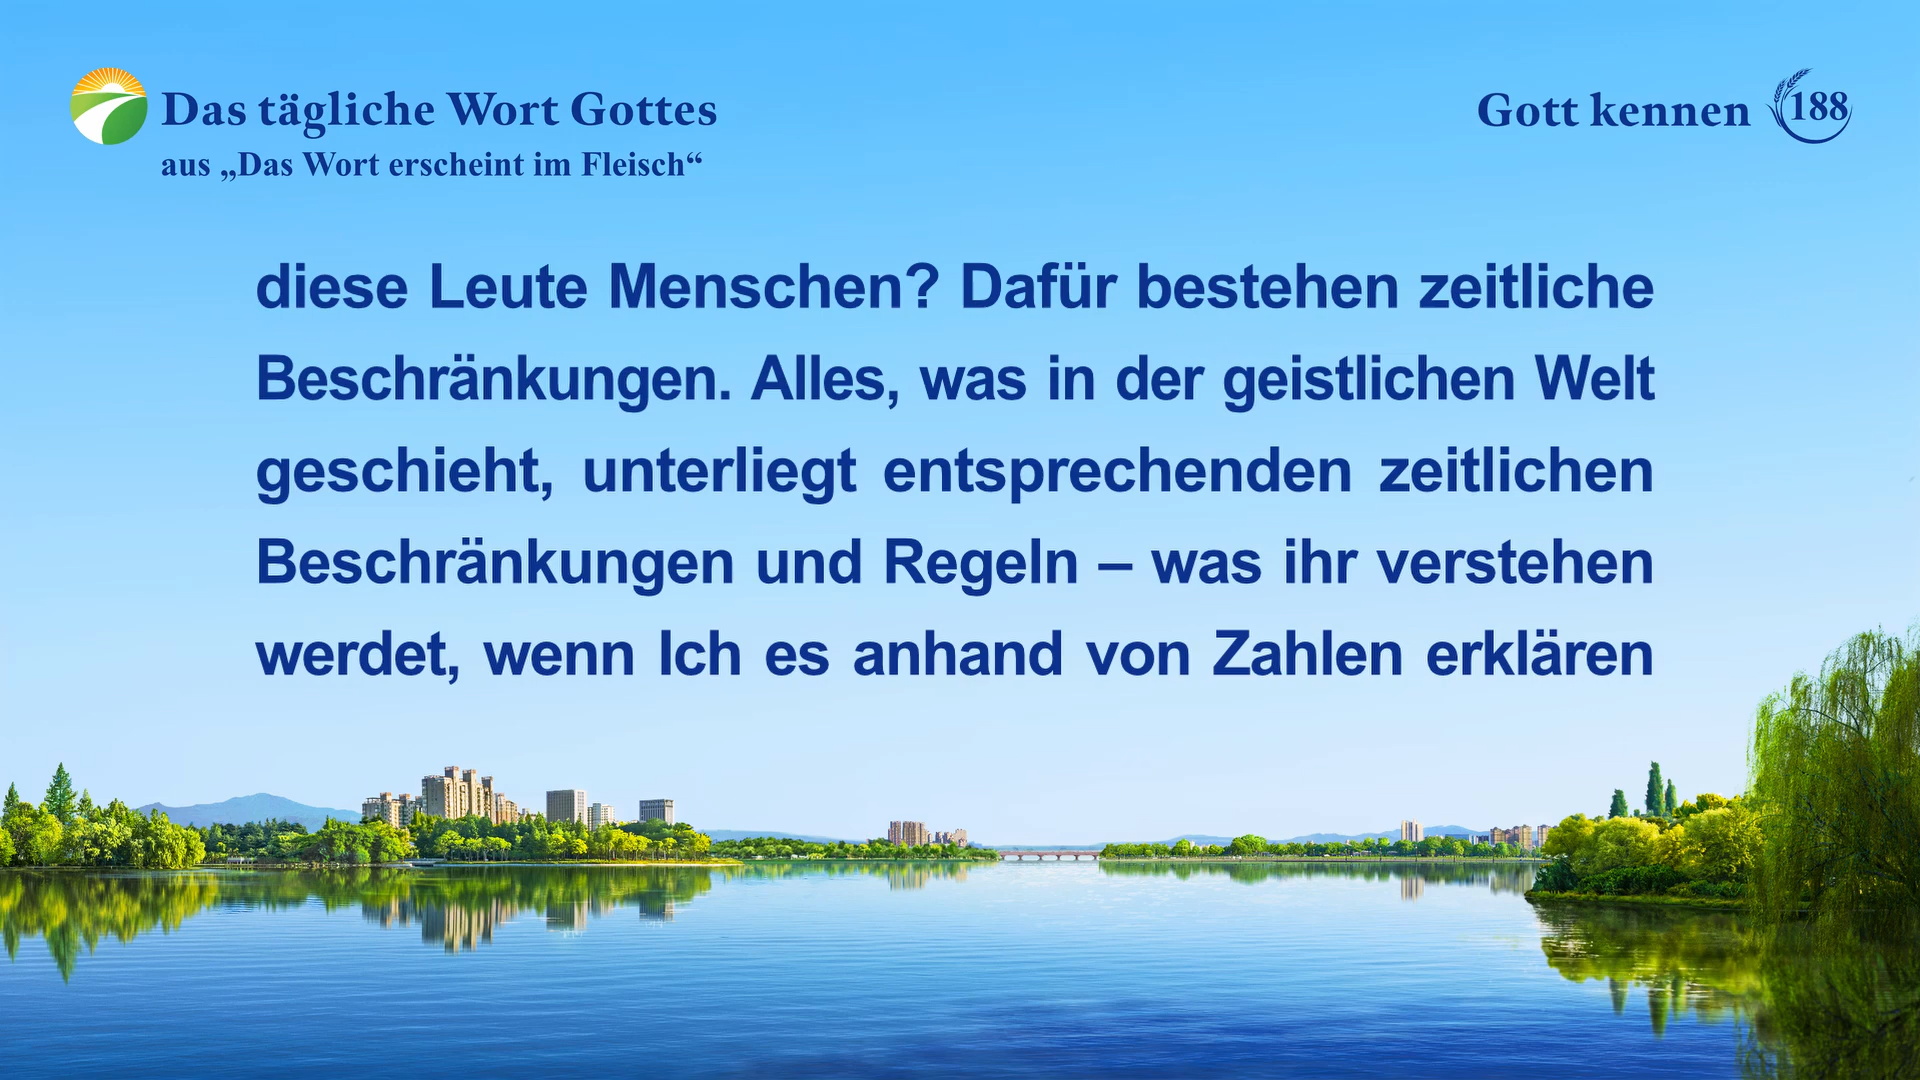 Das tägliche Wort Gottes
aus „Das Wort erscheint im Fleisch“
Gott kennen 188
diese Leute Menschen? Dafür bestehen zeitliche
Beschränkungen. Alles, was in der geistlichen Welt
geschieht, unterliegt entsprechenden zeitlichen
Beschränkungen und Regeln – was ihr verstehen
werdet, wenn Ich es anhand von Zahlen erklären